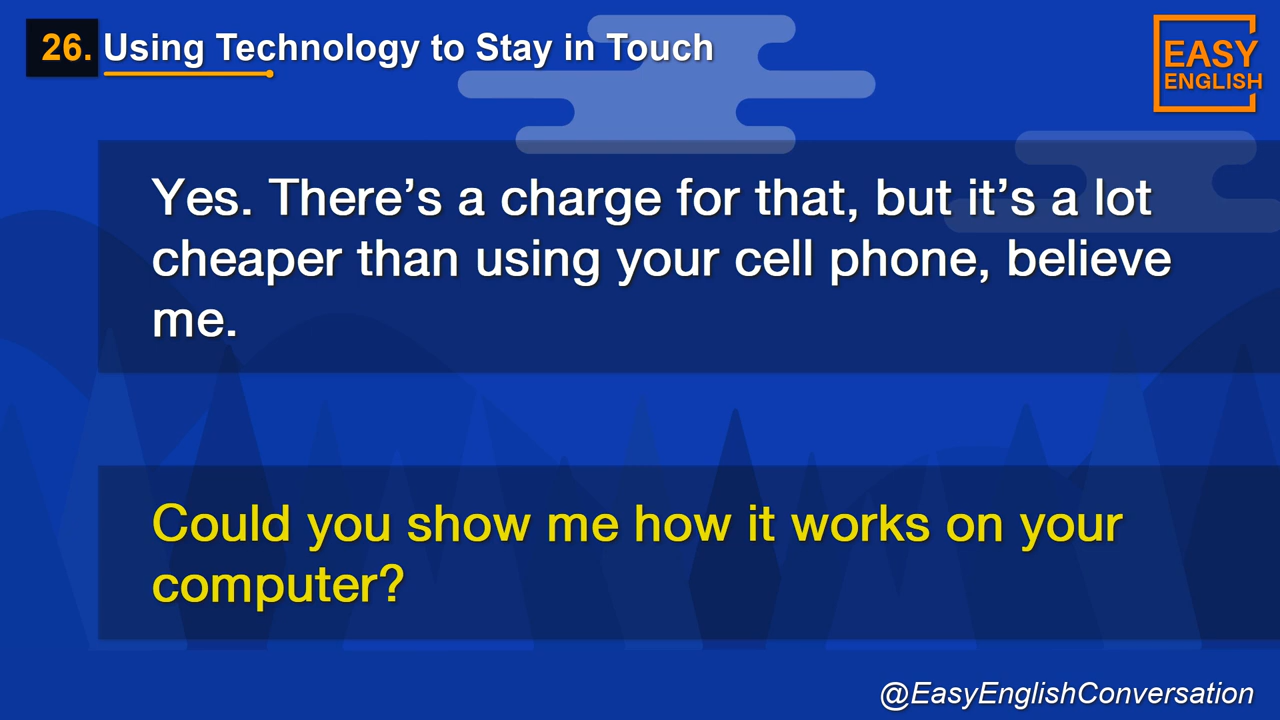 26. Using Technology to Stay in Touch
EASY
ENGLISH
Yes. There’s a charge for that, but it’s a lot
cheaper than using your cell phone, believe
me.
Could you show me how it works on your
computer?
@EasyEnglishConversation